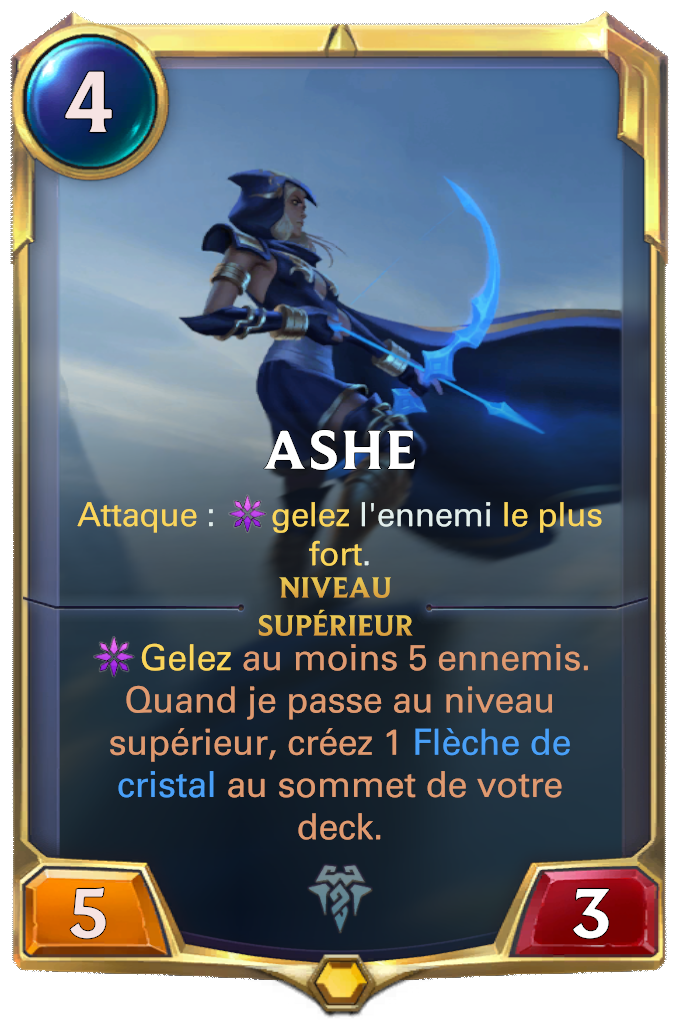 4
ASHE
Attaque : gelez l'ennemi le plus
fort.
NIVEAU
SUPÉRIEUR
Gelez au moins 5 ennemis.
Quand je passe au niveau
supérieur, créez 1 Flèche de
cristal au sommet de votre
deck.
5
3